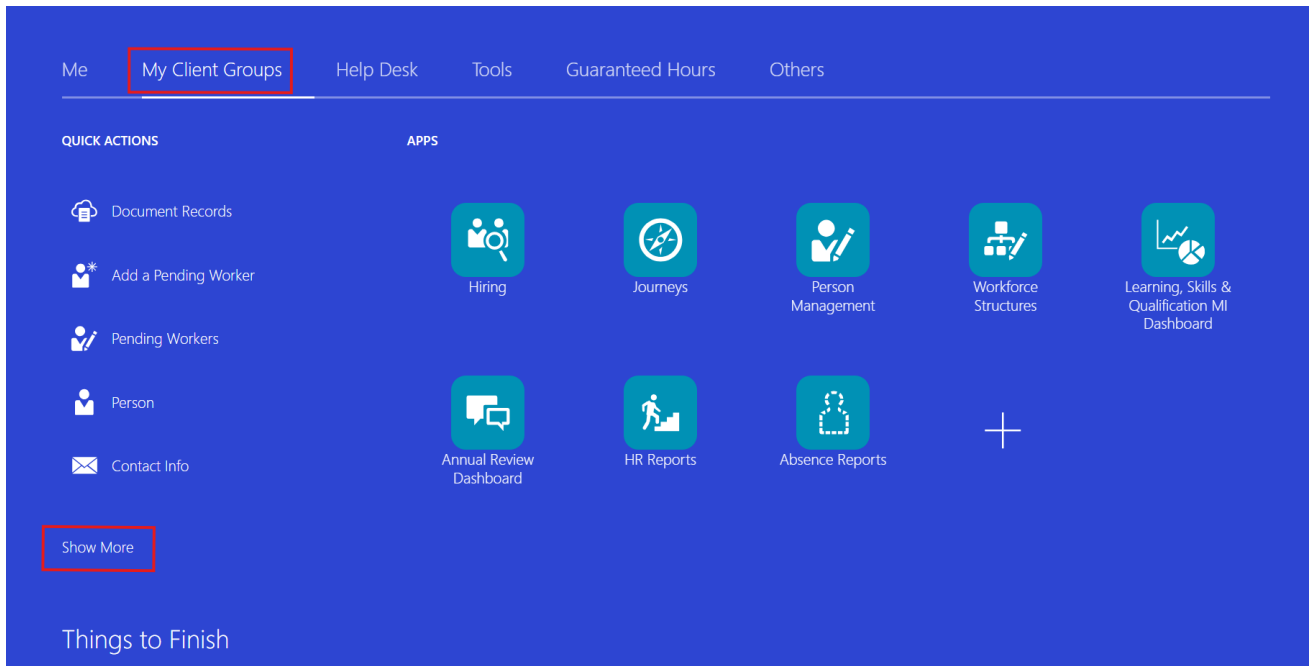 Me
My Client Groups
Help Desk
Tools
Guaranteed Hours
Others
QUICK ACTIONS
APPS
Document Records
Add a Pending Worker
Pending Workers
Person
Contact Info
Show More
Hiring
Journeys
Person
Management
Workforce
Structures
Learning, Skills &
Qualification MI
Dashboard
Annual Review
Dashboard
HR Reports
Absence Reports
Things to Finish